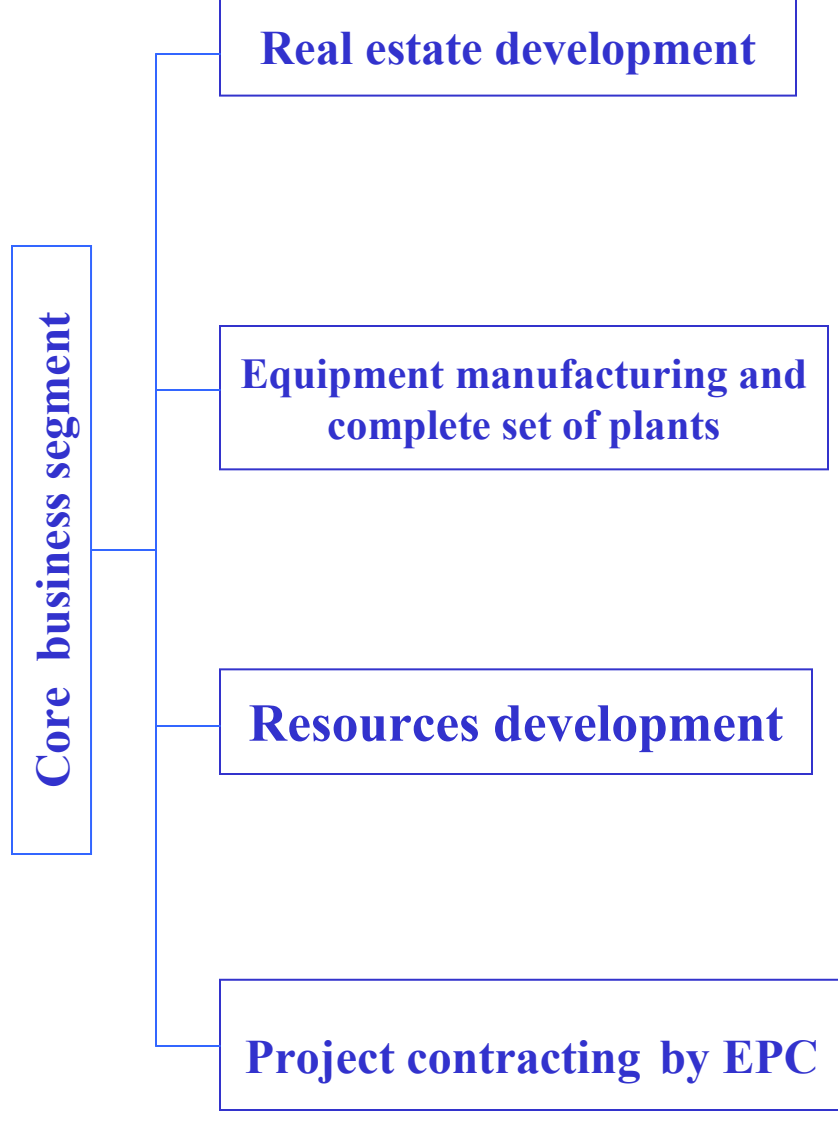 Real estate development
Core business segment
Equipment manufacturing and
complete set of plants
Resources development
Project contracting by EPC